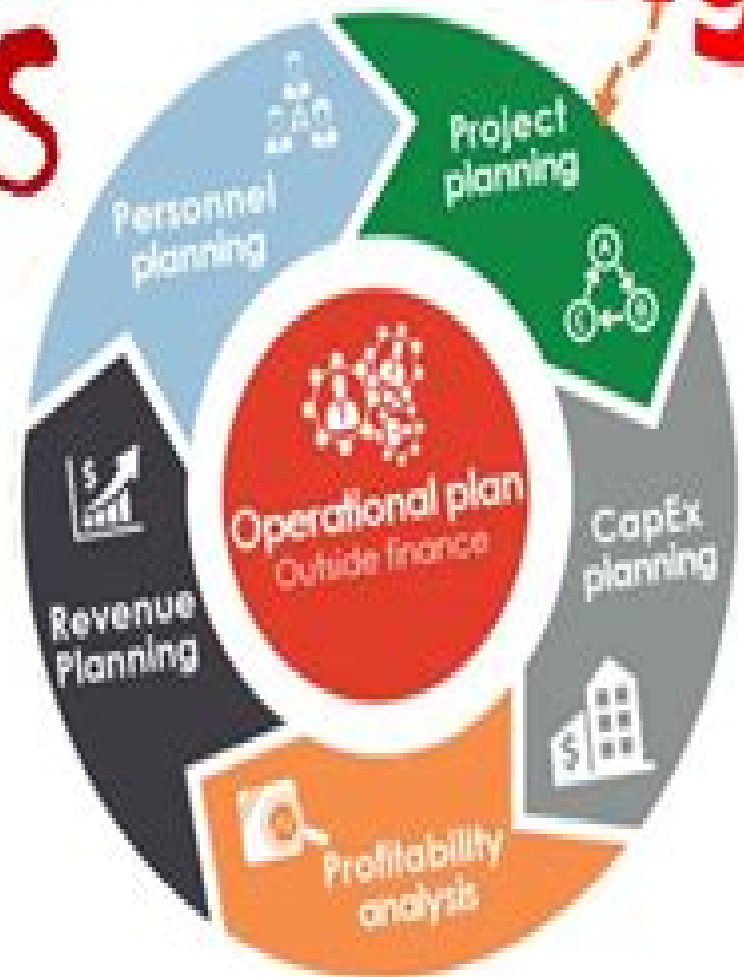 s
g
Personnel
planning
Project
planning
A
B
C
Operational plan
Outside finance
CapEx
planning
$
Profitability
analysis
$
Revenue
Planning